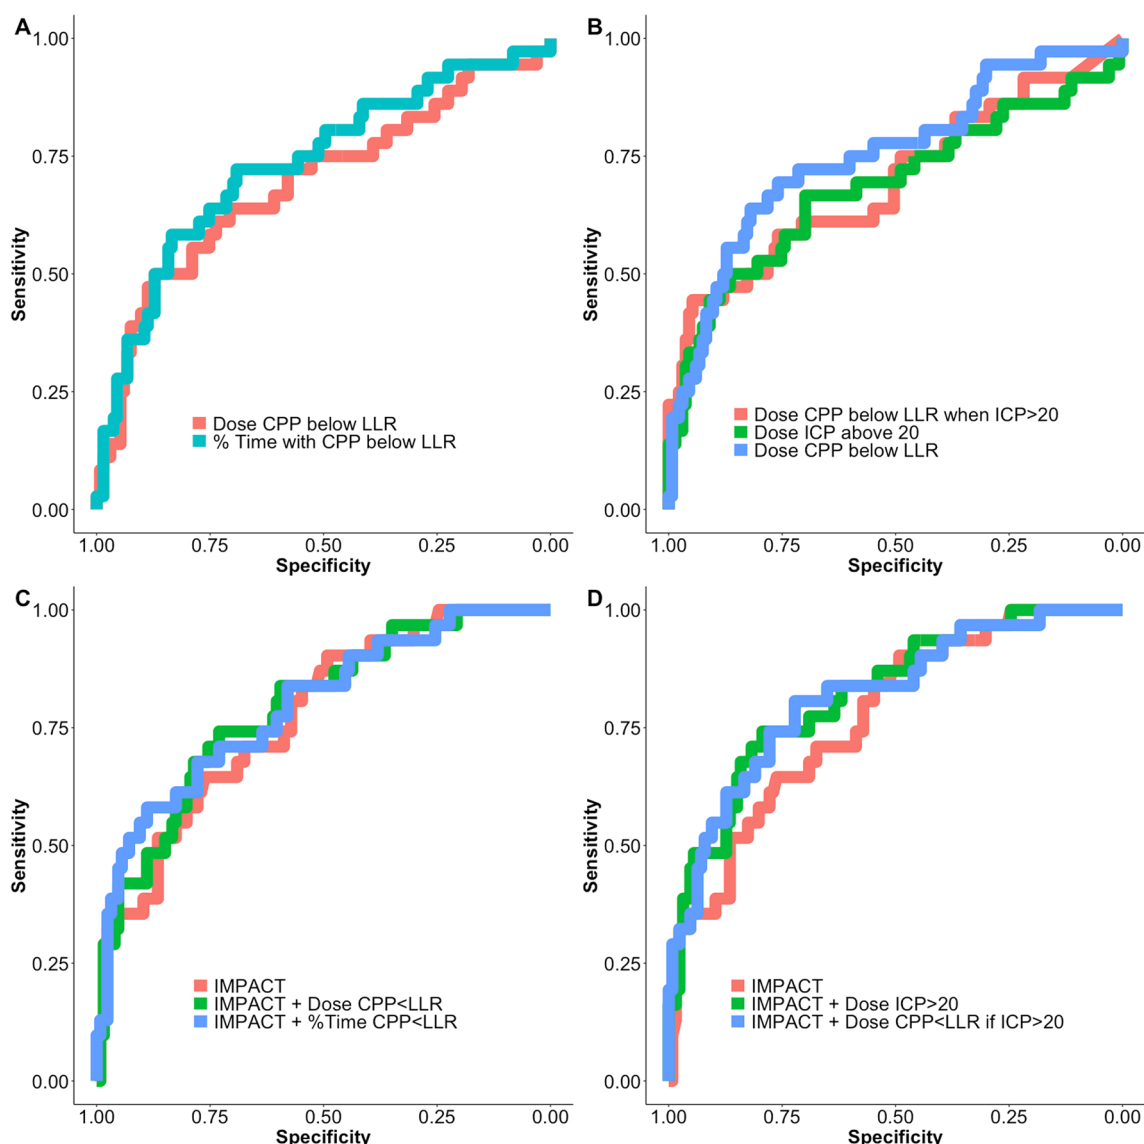 A
1.00
0.75
0.50
0.25
0.00
Sensitivity
Dose CPP below LLR
% Time with CPP below LLR
1.00 0.75 0.50 0.25 0.00
Specificity
B
1.00
0.75
0.50
0.25
0.00
Sensitivity
Dose CPP below LLR when ICP>20
Dose ICP above 20
Dose CPP below LLR
1.00 0.75 0.50 0.25 0.00
Specificity
C
1.00
0.75
0.50
0.25
0.00
Sensitivity
IMPACT
IMPACT + Dose CPP<LLR
IMPACT + %Time CPP<LLR
1.00 0.75 0.50 0.25 0.00
Specificity
D
1.00
0.75
0.50
0.25
0.00
Sensitivity
IMPACT
IMPACT + Dose ICP>20
IMPACT + Dose CPP<LLR if ICP>20
1.00 0.75 0.50 0.25 0.00
Specificity